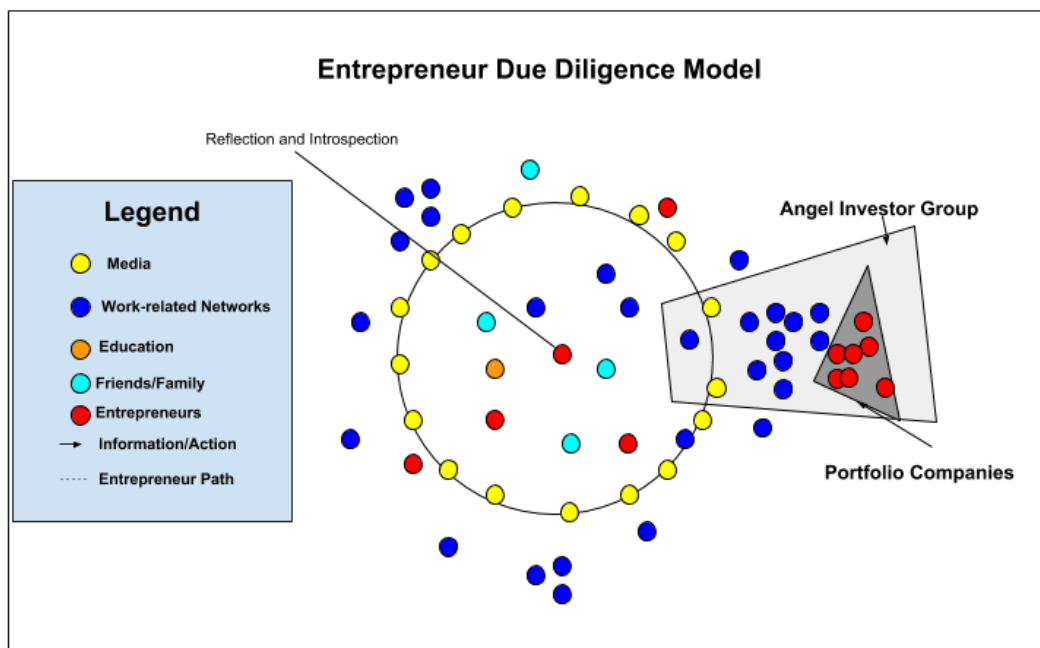 Entrepreneur Due Diligence Model
Reflection and Introspection
Legend
Media
Work-related Networks
Education
Friends/Family
Entrepreneurs
Information/Action
Entrepreneur Path
Angel Investor Group
Portfolio Companies